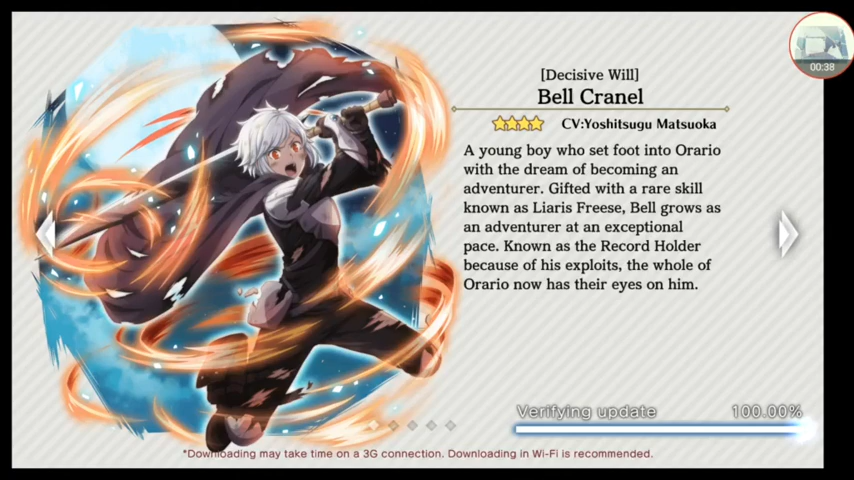 00:38
[Decisive Will]
Bell Cranel
CV:Yoshitsugu Matsuoka
A young boy who set foot into Orario
with the dream of becoming an
adventurer. Gifted with a rare skill
known as Liaris Freese, Bell grows as
an adventurer at an exceptional
pace. Known as the Record Holder
because of his exploits, the whole of
Orario now has their eyes on him.
Verifying update 100.00%
*Downloading may take time on a 3G connection. Downloading in Wi-Fi is recommended.